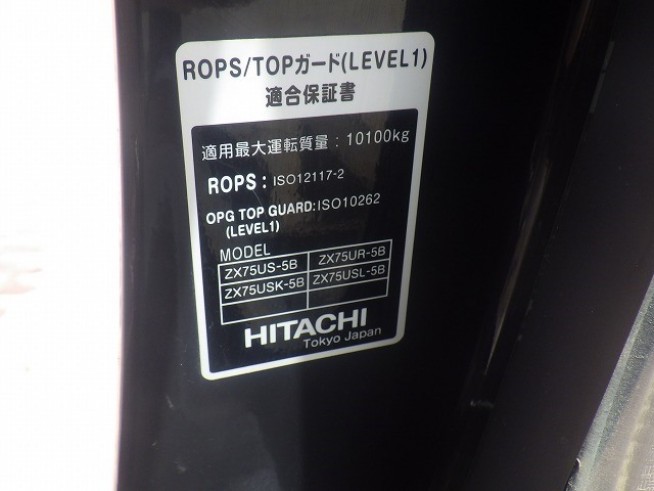 ROPS/TOPガード(LEVEL1)
適合保証書
適用最大運転質量：10100kg
ROPS：ISO12117-2
OPG TOP GUARD:ISO10262
(LEVEL1)
MODEL
ZX75US-5B ZX75UR-5B
ZX75USK-5B ZX75USL-5B
HITACHI
Tokyo Japan